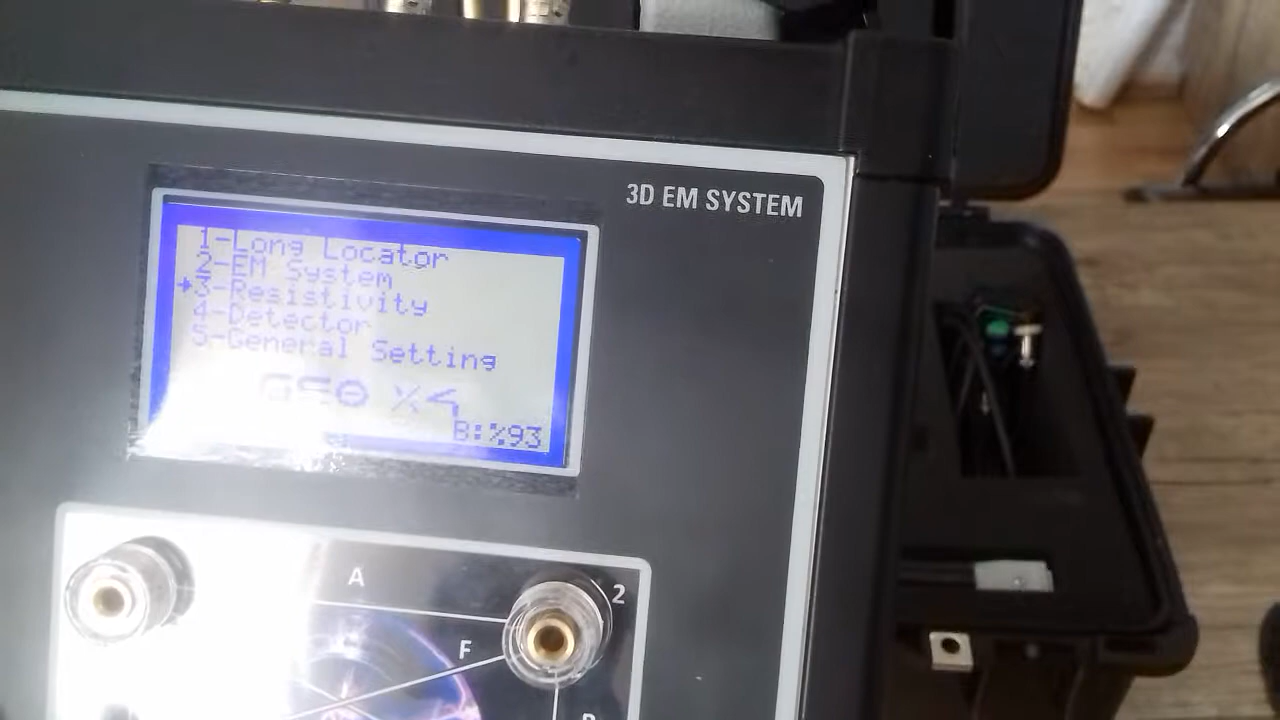 3D EM SYSTEM
1-Long Locator
2-EM System
→3-Resistivity
4-Detector
5-General Setting
GEO X4
B:%93
A
2
F